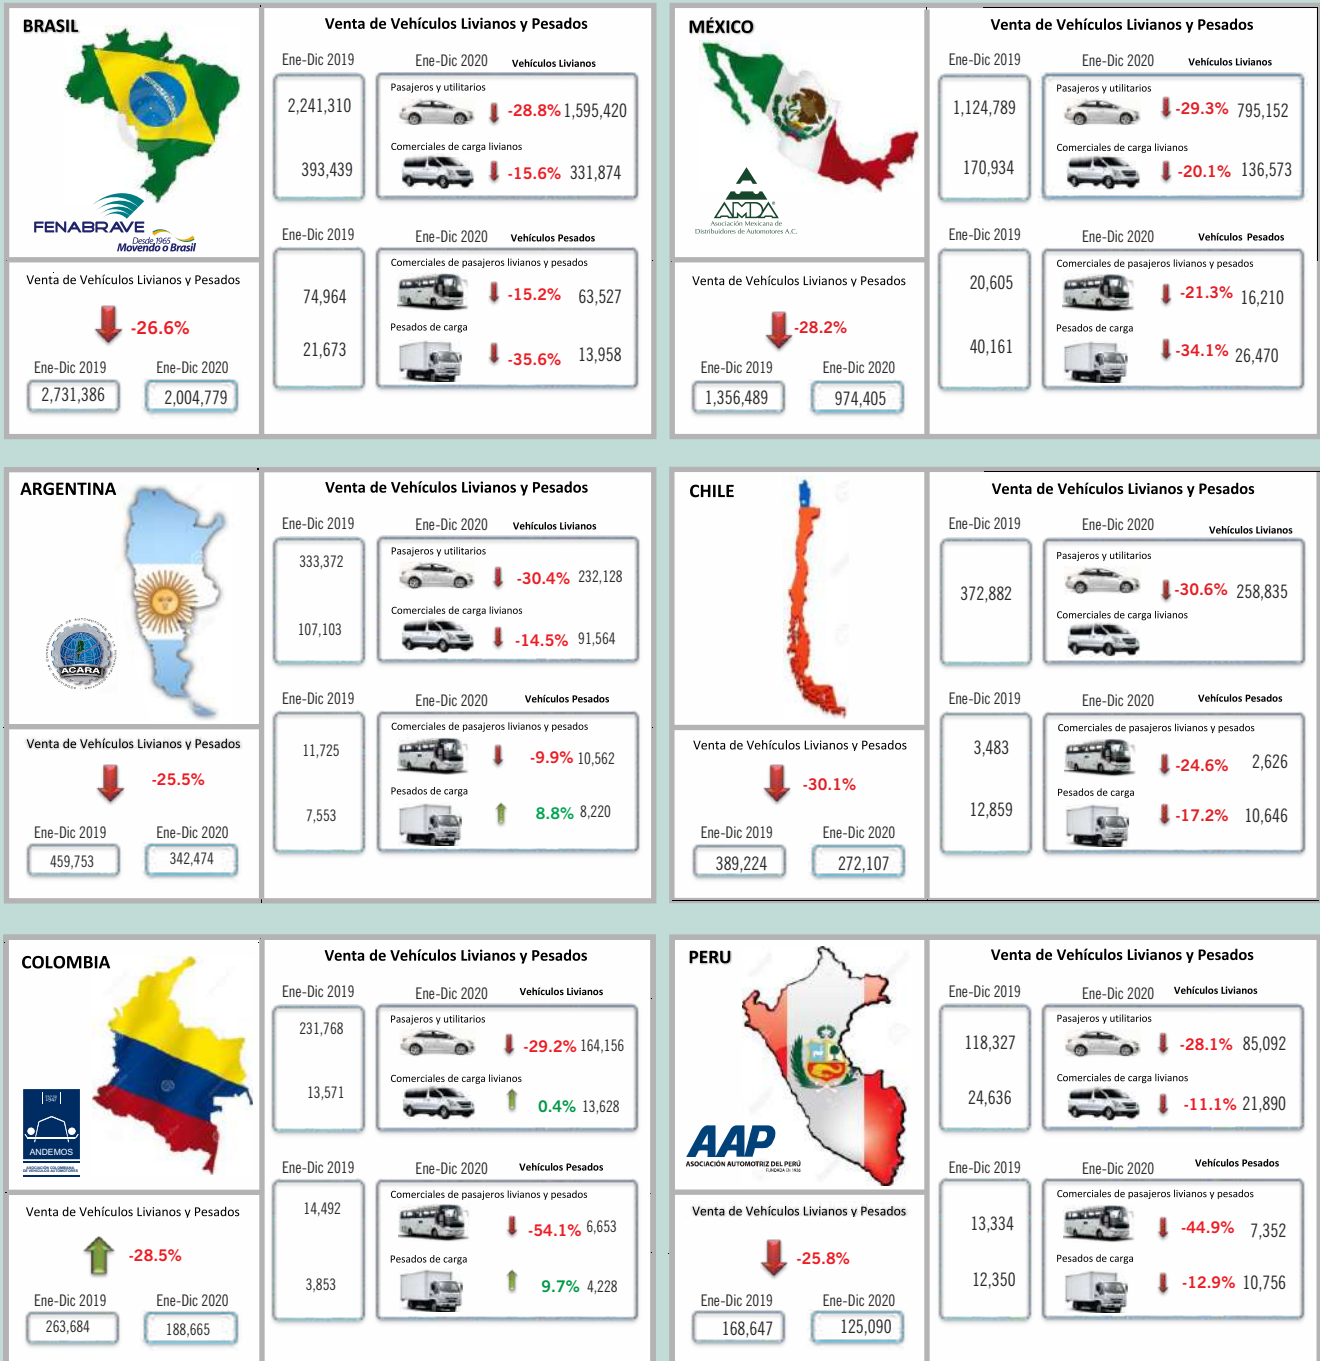 BRASIL
FENABRAVE
Desde 1965
Movendo o Brasil
Venta de Vehículos Livianos y Pesados
-26.6%
Ene-Dic 2019 Ene-Dic 2020
2,731,386 2,004,779
Venta de Vehículos Livianos y Pesados
Ene-Dic 2019 Ene-Dic 2020 Vehículos Livianos
Pasajeros y utilitarios
2,241,310 -28.8% 1,595,420
Comerciales de carga livianos
393,439 -15.6% 331,874
Ene-Dic 2019 Ene-Dic 2020 Vehículos Pesados
Comerciales de pasajeros livianos y pesados
74,964 -15.2% 63,527
Pesados de carga
21,673 -35.6% 13,958
MÉXICO
AMDA
Asociación Mexicana de
Distribuidores de Automotores A.C.
Venta de Vehículos Livianos y Pesados
-28.2%
Ene-Dic 2019 Ene-Dic 2020
1,356,489 974,405
Venta de Vehículos Livianos y Pesados
Ene-Dic 2019 Ene-Dic 2020 Vehículos Livianos
Pasajeros y utilitarios
1,124,789 -29.3% 795,152
Comerciales de carga livianos
170,934 -20.1% 136,573
Ene-Dic 2019 Ene-Dic 2020 Vehículos Pesados
Comerciales de pasajeros livianos y pesados
20,605 -21.3% 16,210
Pesados de carga
40,161 -34.1% 26,470
ARGENTINA
ACARA
Venta de Vehículos Livianos y Pesados
-25.5%
Ene-Dic 2019 Ene-Dic 2020
459,753 342,474
Venta de Vehículos Livianos y Pesados
Ene-Dic 2019 Ene-Dic 2020 Vehículos Livianos
Pasajeros y utilitarios
333,372 -30.4% 232,128
Comerciales de carga livianos
107,103 -14.5% 91,564
Ene-Dic 2019 Ene-Dic 2020 Vehículos Pesados
Comerciales de pasajeros livianos y pesados
11,725 -9.9% 10,562
Pesados de carga
7,553 8.8% 8,220
CHILE
Venta de Vehículos Livianos y Pesados
-30.1%
Ene-Dic 2019 Ene-Dic 2020
389,224 272,107
Venta de Vehículos Livianos y Pesados
Ene-Dic 2019 Ene-Dic 2020 Vehículos Livianos
Pasajeros y utilitarios
372,882 -30.6% 258,835
Comerciales de carga livianos
Ene-Dic 2019 Ene-Dic 2020 Vehículos Pesados
Comerciales de pasajeros livianos y pesados
3,483 -24.6% 2,626
Pesados de carga
12,859 -17.2% 10,646
COLOMBIA
ANDEMOS
ASOCIACIÓN COLOMBIANA
DE VEHÍCULOS AUTOMOTORES
Venta de Vehículos Livianos y Pesados
-28.5%
Ene-Dic 2019 Ene-Dic 2020
263,684 188,665
Venta de Vehículos Livianos y Pesados
Ene-Dic 2019 Ene-Dic 2020 Vehículos Livianos
Pasajeros y utilitarios
231,768 -29.2% 164,156
Comerciales de carga livianos
13,571 0.4% 13,628
Ene-Dic 2019 Ene-Dic 2020 Vehículos Pesados
Comerciales de pasajeros livianos y pesados
14,492 -54.1% 6,653
Pesados de carga
3,853 9.7% 4,228
PERU
AAP
ASOCIACIÓN AUTOMOTRIZ DEL PERÚ
FUNDADA EN 1926
Venta de Vehículos Livianos y Pesados
-25.8%
Ene-Dic 2019 Ene-Dic 2020
168,647 125,090
Venta de Vehículos Livianos y Pesados
Ene-Dic 2019 Ene-Dic 2020 Vehículos Livianos
Pasajeros y utilitarios
118,327 -28.1% 85,092
Comerciales de carga livianos
24,636 -11.1% 21,890
Ene-Dic 2019 Ene-Dic 2020 Vehículos Pesados
Comerciales de pasajeros livianos y pesados
13,334 -44.9% 7,352
Pesados de carga
12,350 -12.9% 10,756